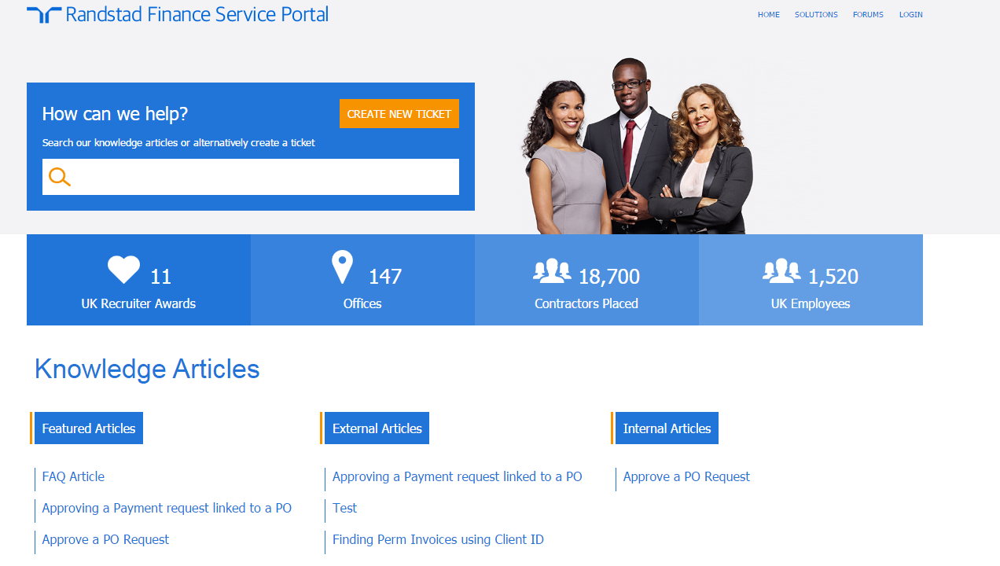 Randstad Finance Service Portal
HOME SOLUTIONS FORUMS LOGIN
How can we help?
CREATE NEW TICKET
Search our knowledge articles or alternatively create a ticket
11
UK Recruiter Awards
147
Offices
18,700
Contractors Placed
1,520
UK Employees
Knowledge Articles
Featured Articles
FAQ Article
Approving a Payment request linked to a PO
Approve a PO Request
External Articles
Approving a Payment request linked to a PO
Test
Finding Perm Invoices using Client ID
Internal Articles
Approve a PO Request